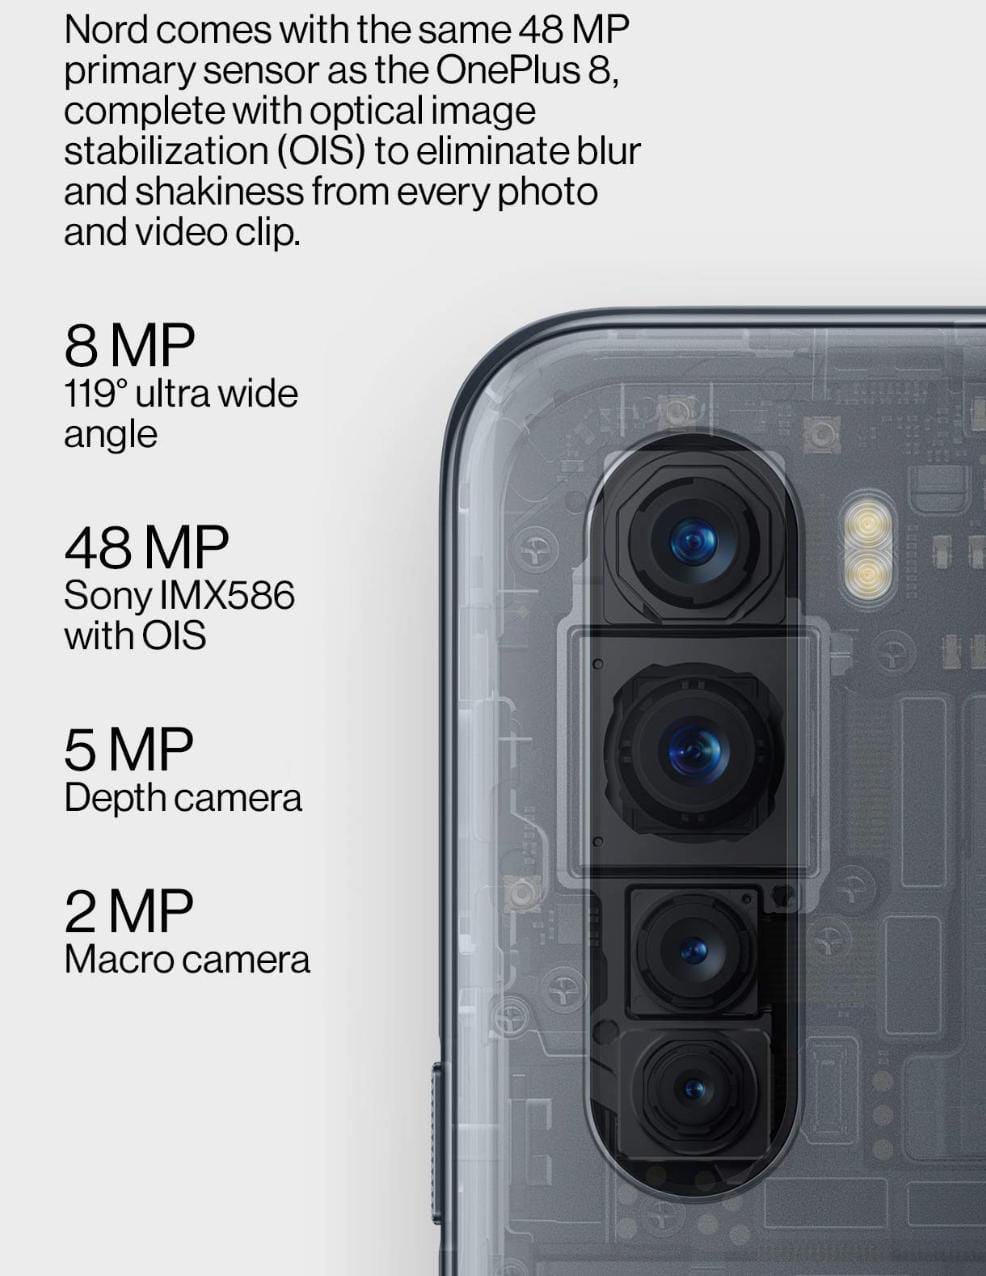 Nord comes with the same 48 MP
primary sensor as the OnePlus 8,
complete with optical image
stabilization (OIS) to eliminate blur
and shakiness from every photo
and video clip.
8 MP
119° ultra wide
angle
48 MP
Sony IMX586
with OIS
5 MP
Depth camera
2 MP
Macro camera